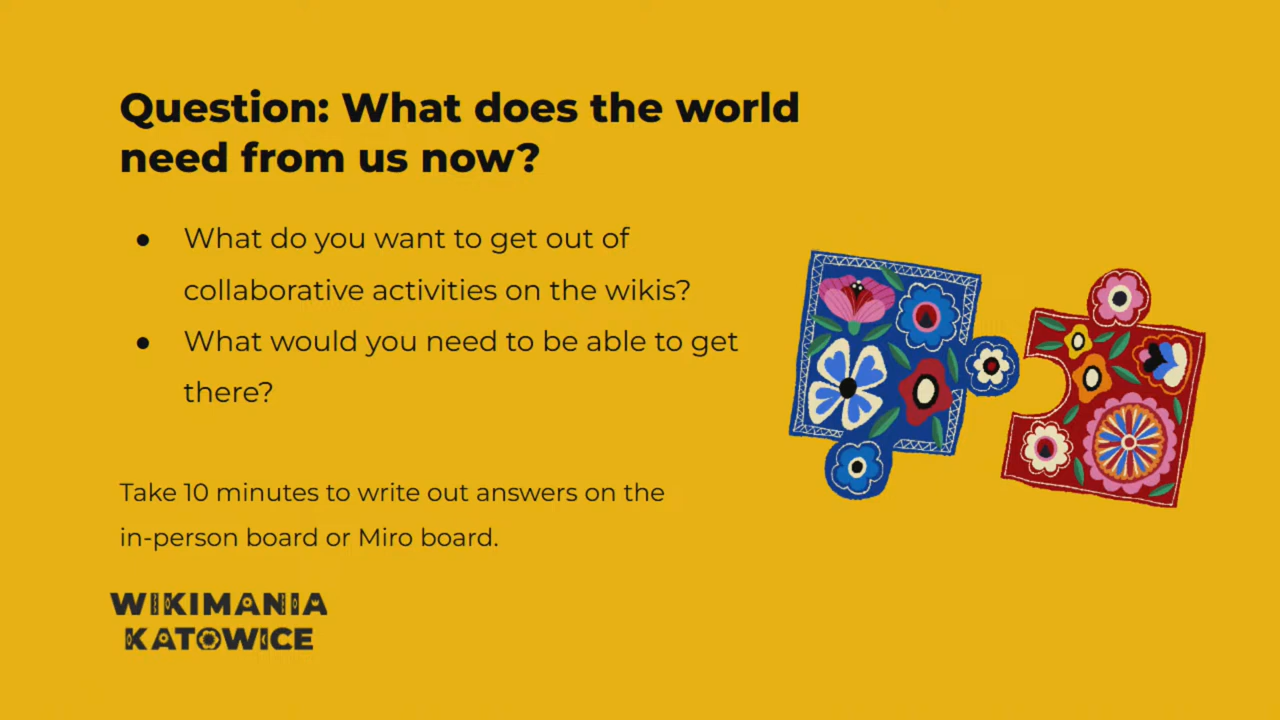 Question: What does the world
need from us now?
● What do you want to get out of
collaborative activities on the wikis?
● What would you need to be able to get
there?
Take 10 minutes to write out answers on the
in-person board or Miro board.
WIKIMANIA
KATOWICE